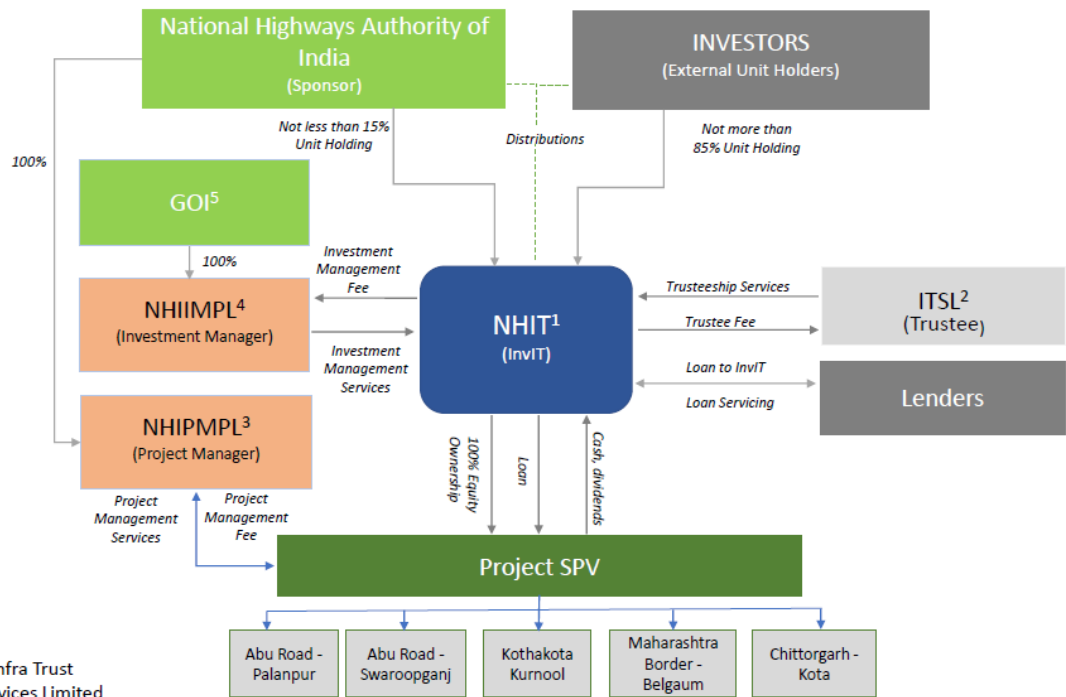 National Highways Authority of
India
(Sponsor)
INVESTORS
(External Unit Holders)
Not less than 15%
Unit Holding
Distributions
Not more than
85% Unit Holding
100%
GOI5
100%
Investment
Management
Fee
NHIIMPL4
(Investment Manager)
Investment
Management
Services
NHIT1
(InvIT)
Trusteeship Services
Trustee Fee
ITSL2
(Trustee)
Loan to InvIT
Loan Servicing
Lenders
NHIPMPL3
(Project Manager)
Project
Management
Services
Project
Management
Fee
100% Equity
Ownership
Loan
Cash, dividends
Project SPV
Abu Road -
Palanpur
Abu Road -
Swaroopganj
Kothakota
Kurnool
Maharashtra
Border -
Belgaum
Chittorgarh -
Kota
nfra Trust
vices Limited